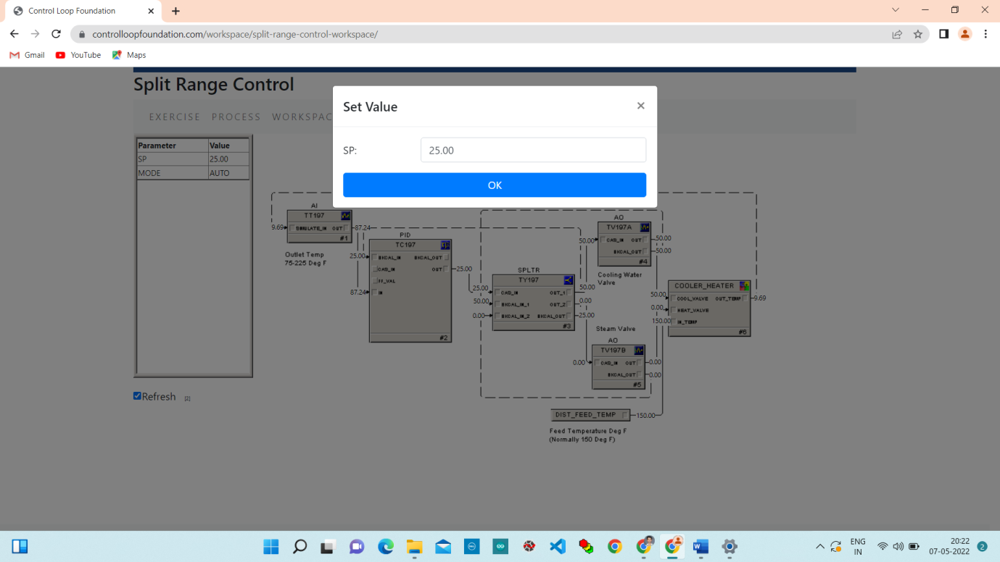 Control Loop Foundation
controlloopfoundation.com/workspace/split-range-control-workspace/
Gmail YouTube Maps
Split Range Control
EXERCISE PROCESS WORKSPAC
Set Value
SP: 25.00
OK
Parameter Value
SP 25.00
MODE AUTO
Refresh [2]
AI
TT197
9.69
SIMULATE_IN OUT
87.24
#1
Outlet Temp
75-225 Deg F
PID
TC197
25.00
BKCAL_IN BKCAL_OUT
CAS_IN OUT
25.00
FF_VAL
87.24
IN
#2
SPLTR
TY197
25.00
CAS_IN OUT_1
50.00
50.00
BKCAL_IN_1 OUT_2
0.00
0.00
BKCAL_IN_2 BKCAL_OUT
25.00
#3
AO
TV197A
50.00
CAS_IN OUT
50.00
BKCAL_OUT
50.00
#4
Cooling Water
Valve
Steam Valve
AO
TV197B
0.00
CAS_IN OUT
0.00
BKCAL_OUT
0.00
#5
COOLER_HEATER
50.00
COOL_VALVE OUT_TEMP
9.69
0.00
HEAT_VALVE
150.00
IN_TEMP
#6
DIST_FEED_TEMP
150.00
Feed Temperature Deg F
(Normally 150 Deg F)
ENG
IN
20:22
07-05-2022
2